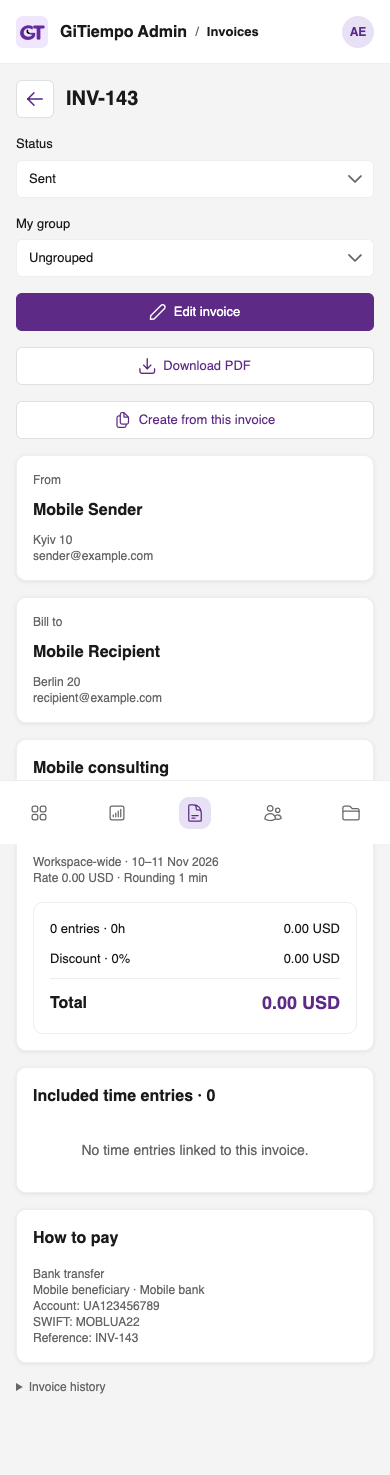 GT
GiTiempo Admin / Invoices
AE
INV-143
Status
Sent
My group
Ungrouped
Edit invoice
Download PDF
Create from this invoice
From
Mobile Sender
Kyiv 10
sender@example.com
Bill to
Mobile Recipient
Berlin 20
recipient@example.com
Mobile consulting
Workspace-wide · 10–11 Nov 2026
Rate 0.00 USD · Rounding 1 min
0 entries · 0h 0.00 USD
Discount · 0% 0.00 USD
Total 0.00 USD
Included time entries · 0
No time entries linked to this invoice.
How to pay
Bank transfer
Mobile beneficiary · Mobile bank
Account: UA123456789
SWIFT: MOBLUA22
Reference: INV-143
Invoice history